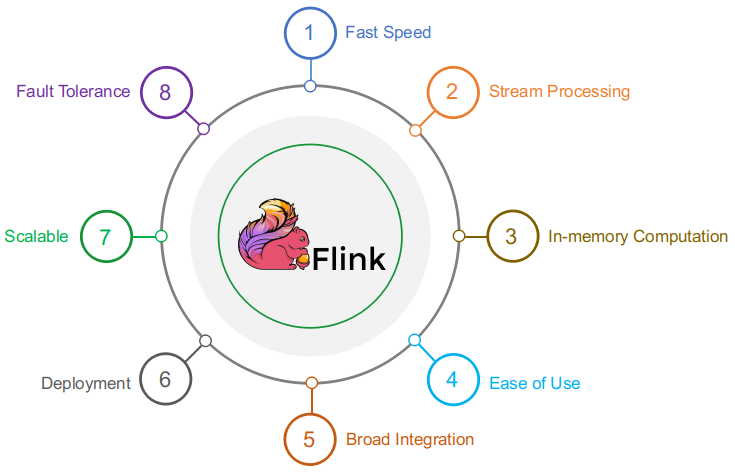 1 Fast Speed
2 Stream Processing
3 In-memory Computation
4 Ease of Use
5 Broad Integration
6 Deployment
7 Scalable
8 Fault Tolerance
Flink